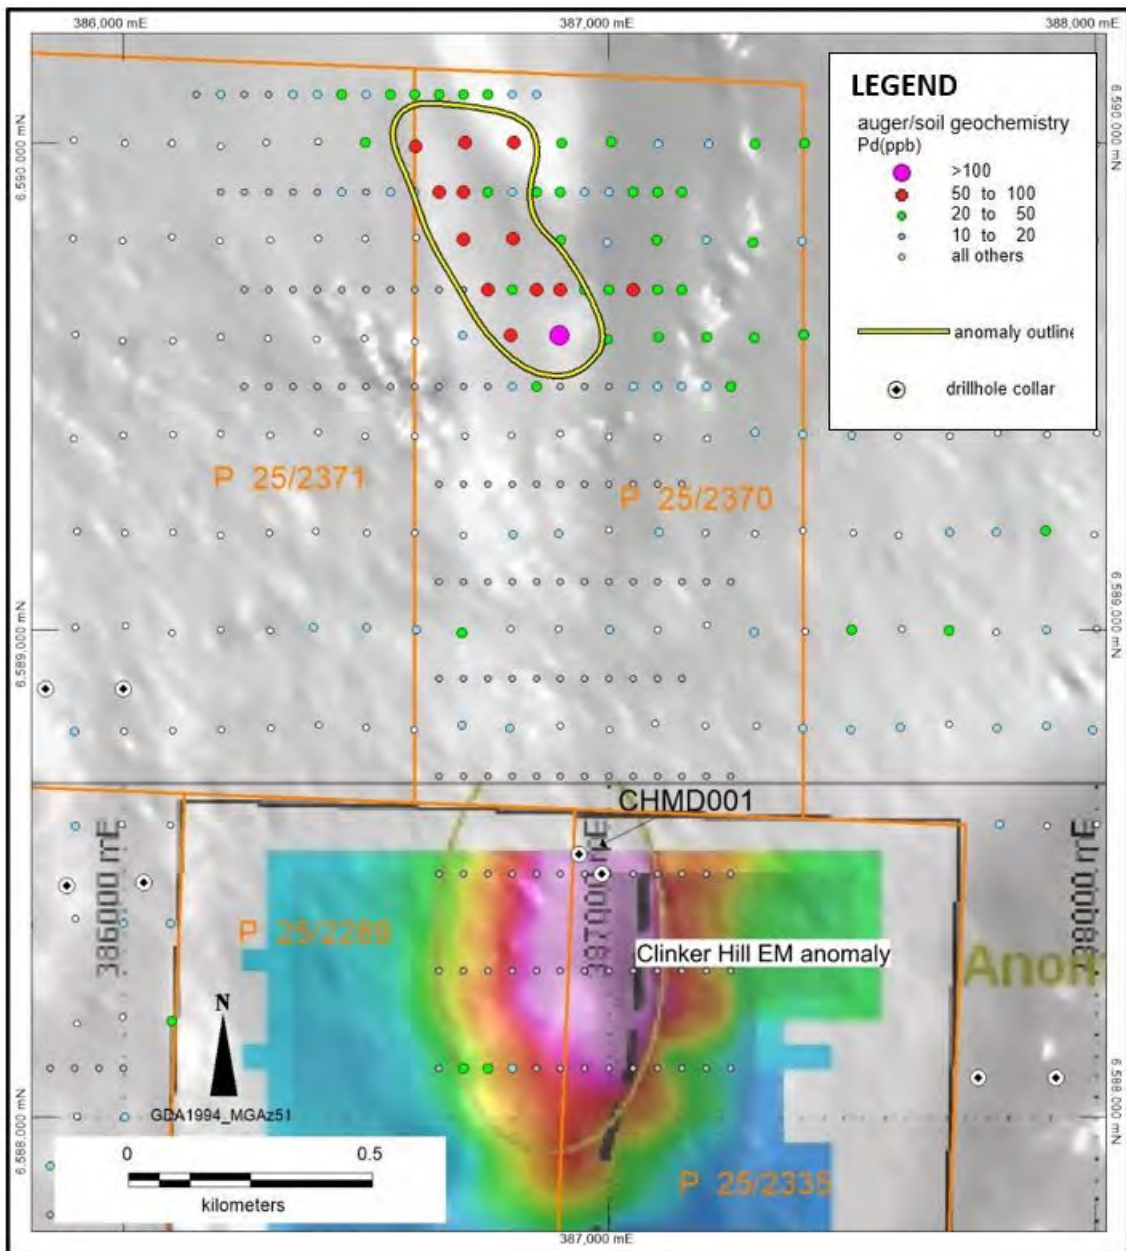 386,000 mE
387,000 mE
388,000 mE
6,590,000 mN
6,590,000 mN
LEGEND
auger/soil geochemistry
Pd(ppb)
>100
50 to 100
20 to 50
10 to 20
all others
anomaly outline
drillhole collar
P 25/2371
P 25/2370
6,589,000 mN
6,589,000 mN
CHMD001
386000 mE
387000 mE
388000 mE
P 25/2289
Clinker Hill EM anomaly
Anom
N
GDA1994_MGAz51
6,588,000 mN
6,588,000 mN
0 0.5
kilometers
P 25/2335
387,000 mE